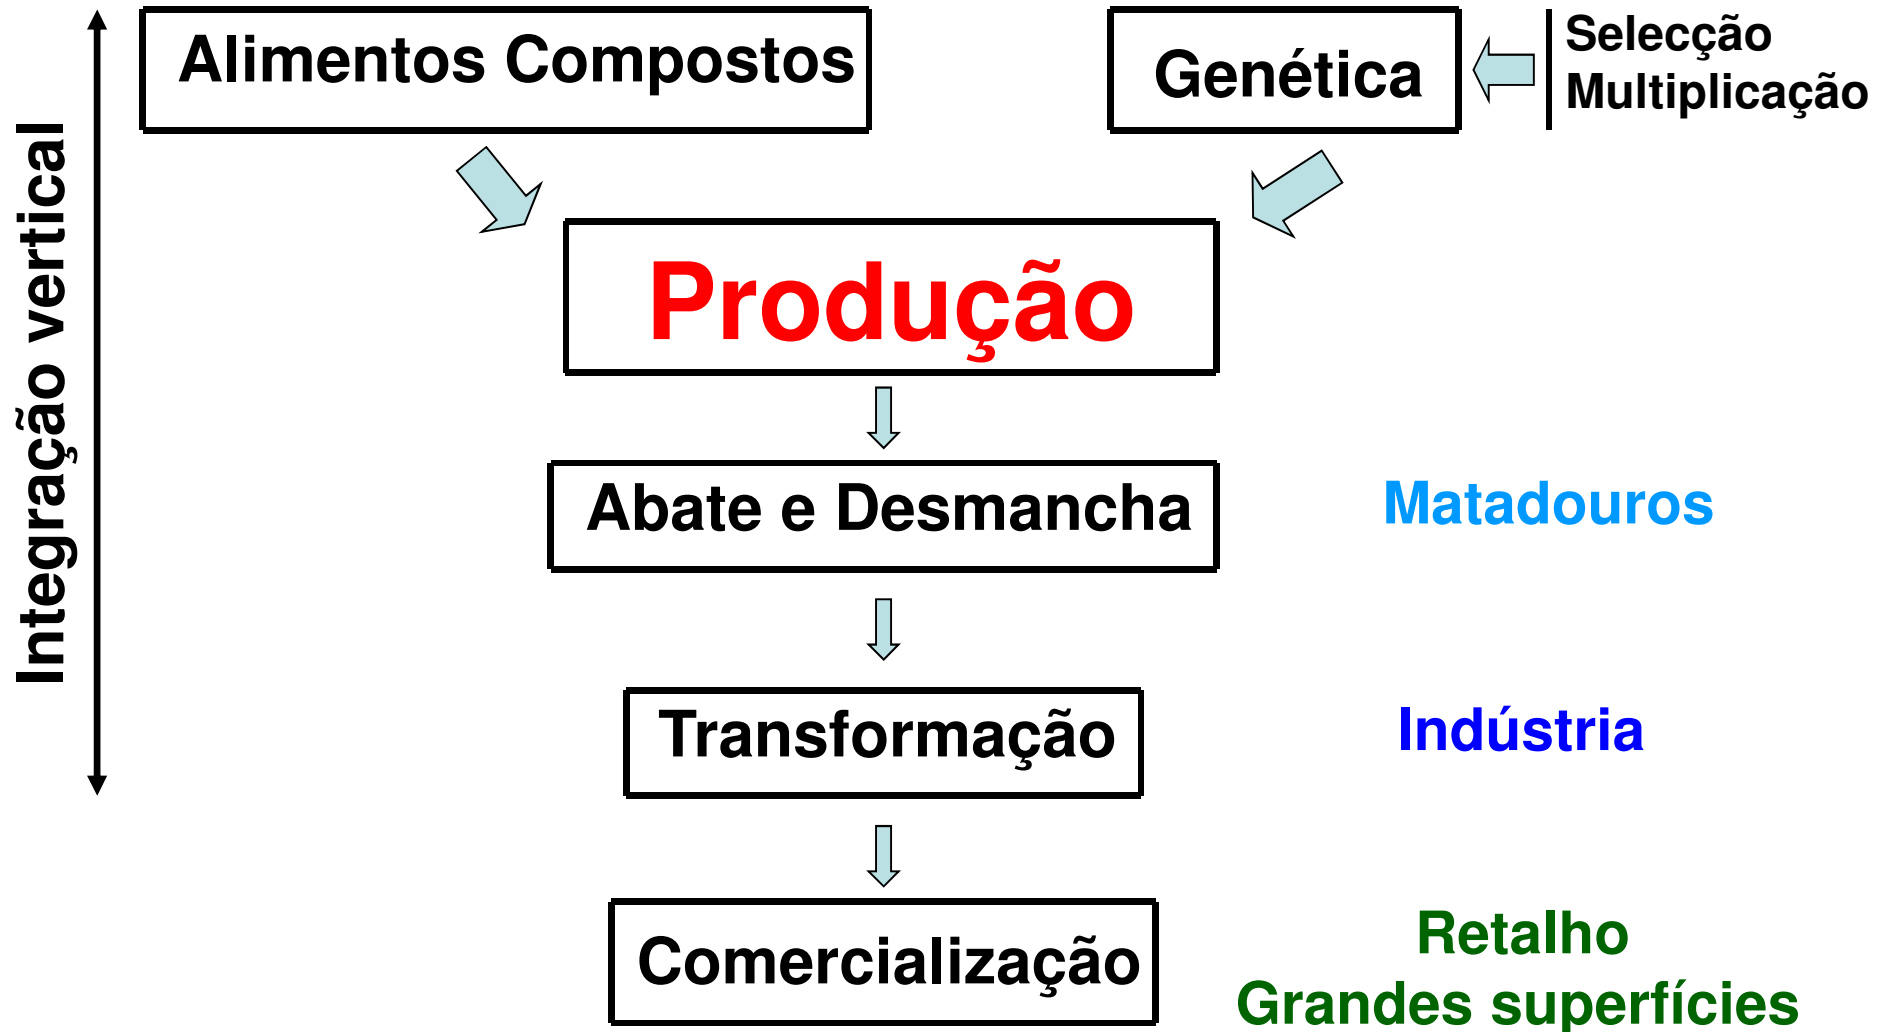 Alimentos Compostos
Genética
Selecção
Multiplicação
Integração vertical
Produção
Abate e Desmancha
Matadouros
Transformação
Indústria
Comercialização
Retalho
Grandes superfícies